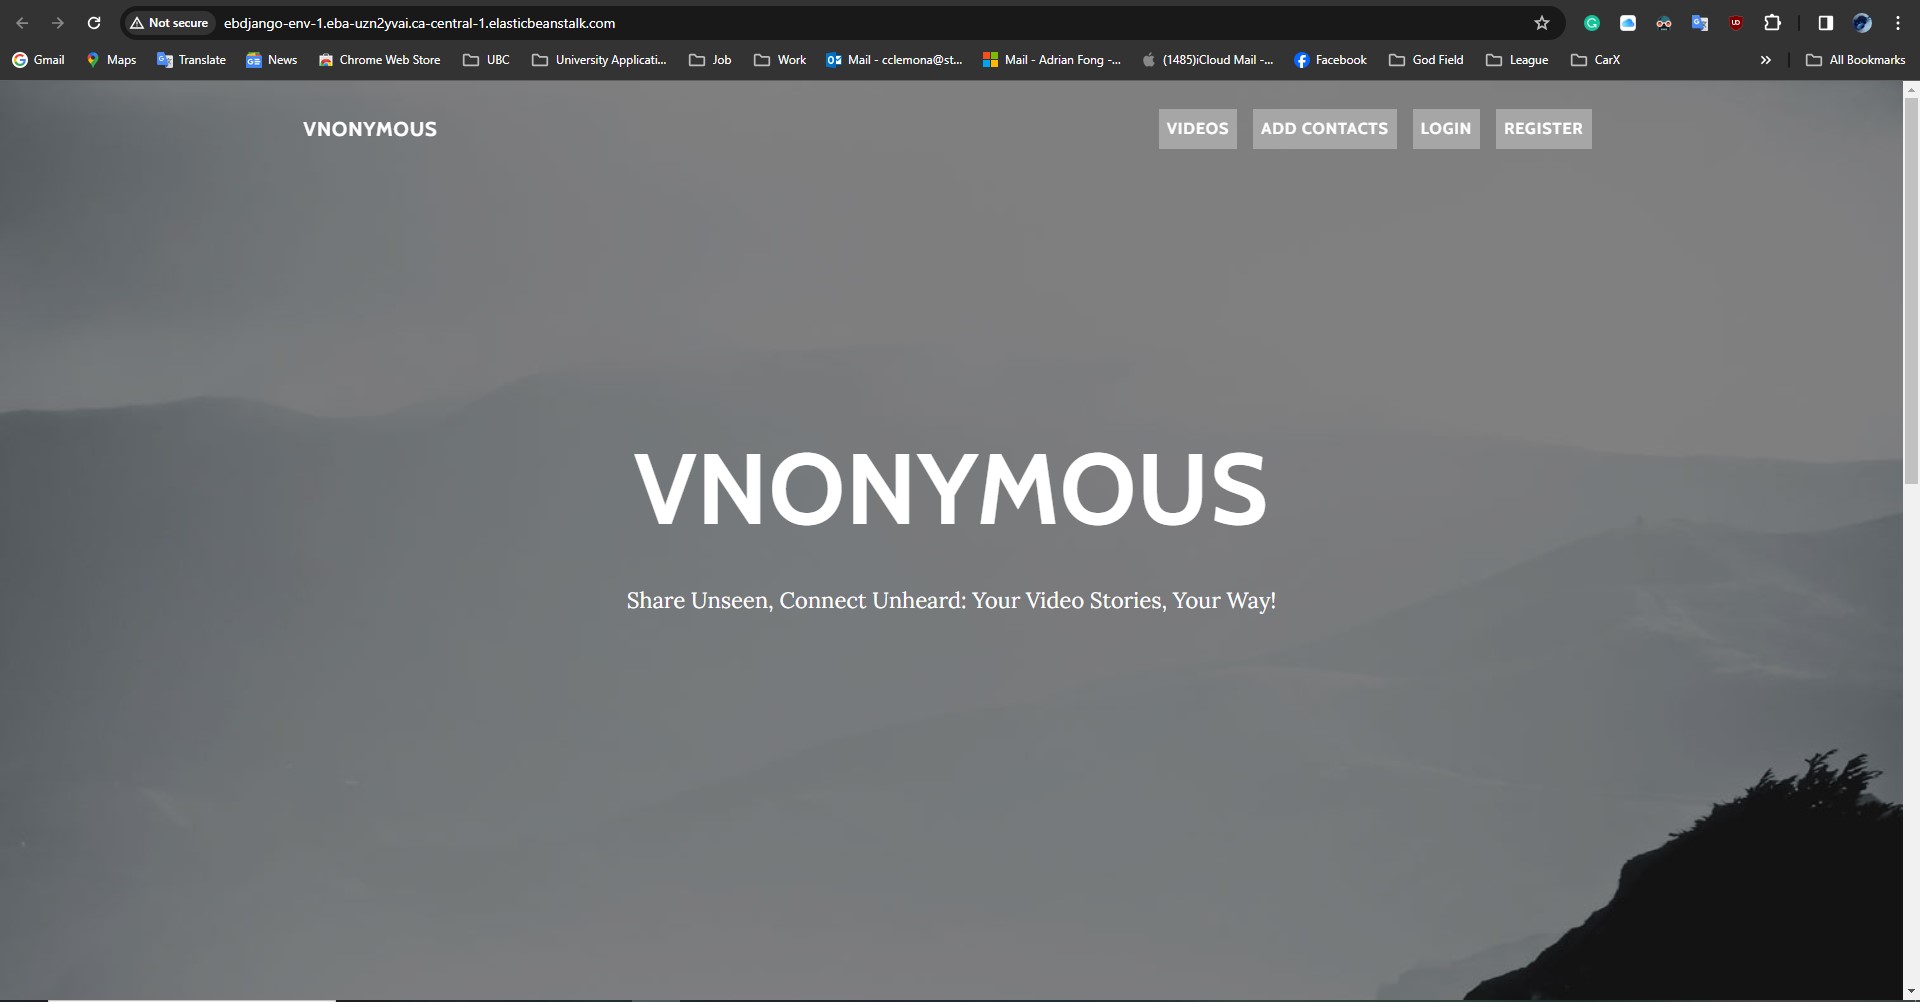 Not secure
ebdjango-env-1.eba-uzn2yvai.ca-central-1.elasticbeanstalk.com
Gmail Maps Translate News Chrome Web Store UBC University Applicati... Job Work Mail - cclemona@st... Mail - Adrian Fong -... (1485)iCloud Mail -... Facebook God Field League CarX » All Bookmarks
VNONYMOUS VIDEOS ADD CONTACTS LOGIN REGISTER
VNONYMOUS
Share Unseen, Connect Unheard: Your Video Stories, Your Way!